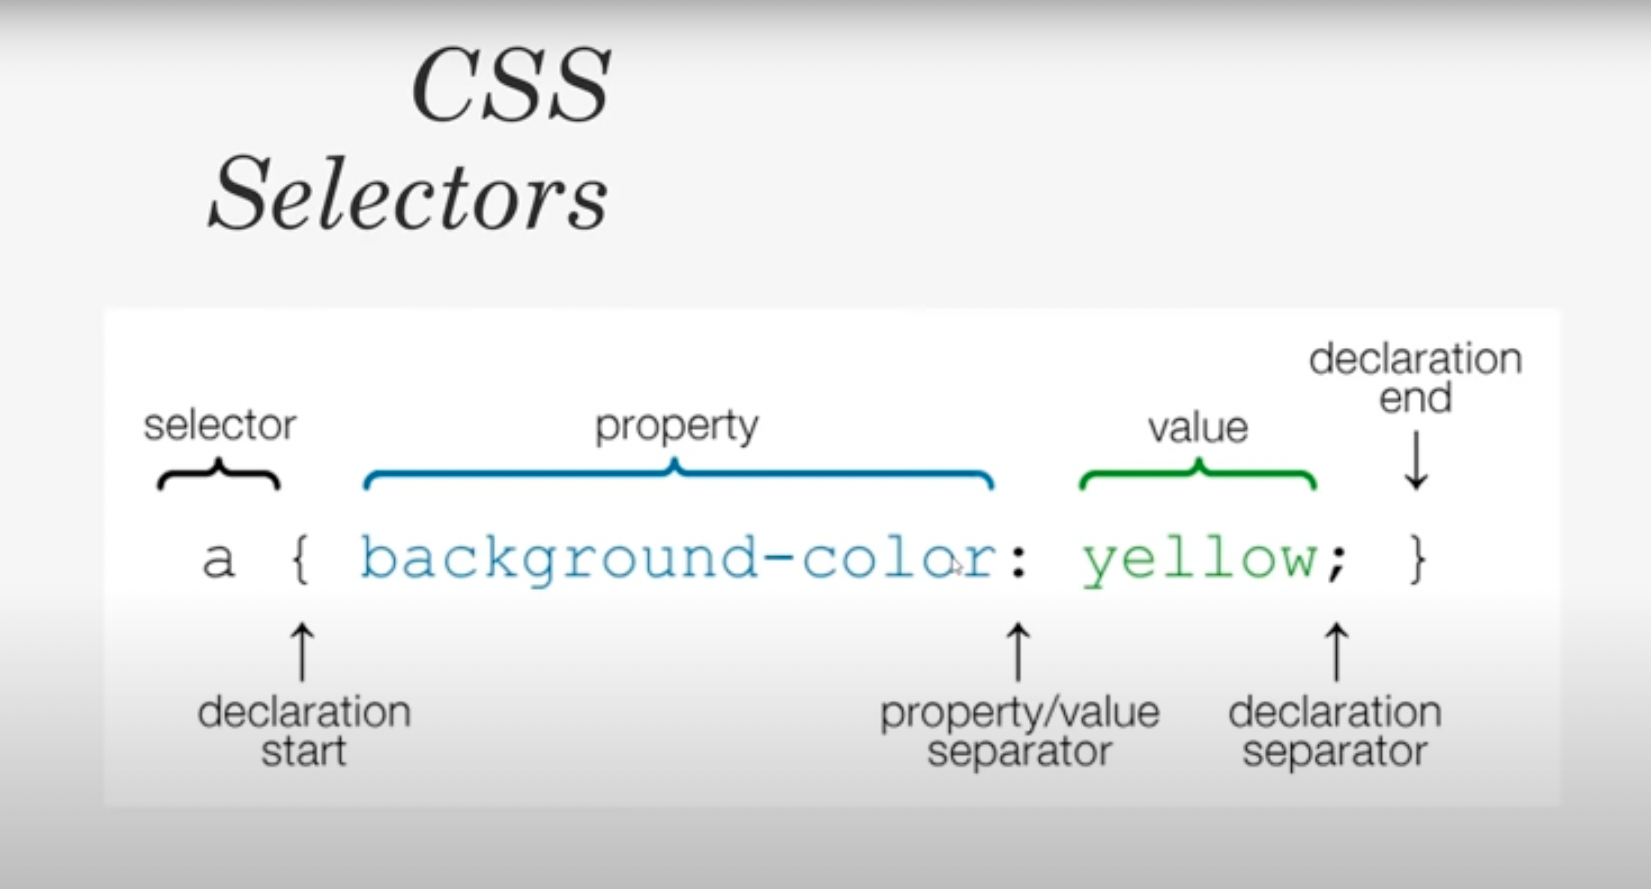 CSS
Selectors
declaration
end
selector
property
value
a { background-color: yellow; }
declaration
start
property/value
separator
declaration
separator